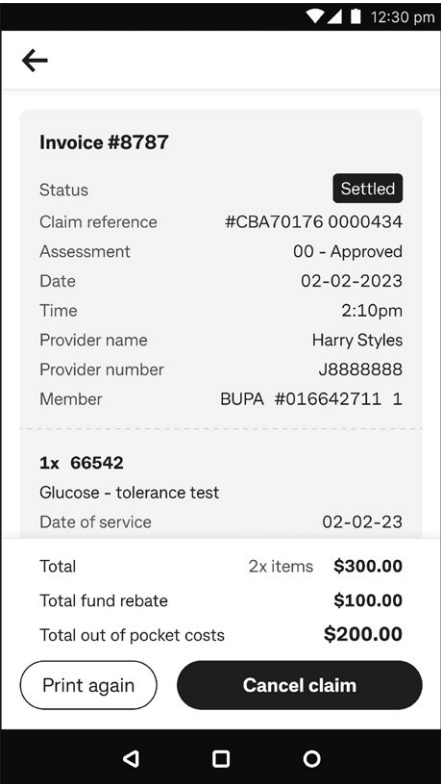 12:30 pm
Invoice #8787
Status Settled
Claim reference #CBA70176 0000434
Assessment 00 - Approved
Date 02-02-2023
Time 2:10pm
Provider name Harry Styles
Provider number J8888888
Member BUPA #016642711 1
1x 66542
Glucose - tolerance test
Date of service 02-02-23
Total 2x items $300.00
Total fund rebate $100.00
Total out of pocket costs $200.00
Print again Cancel claim